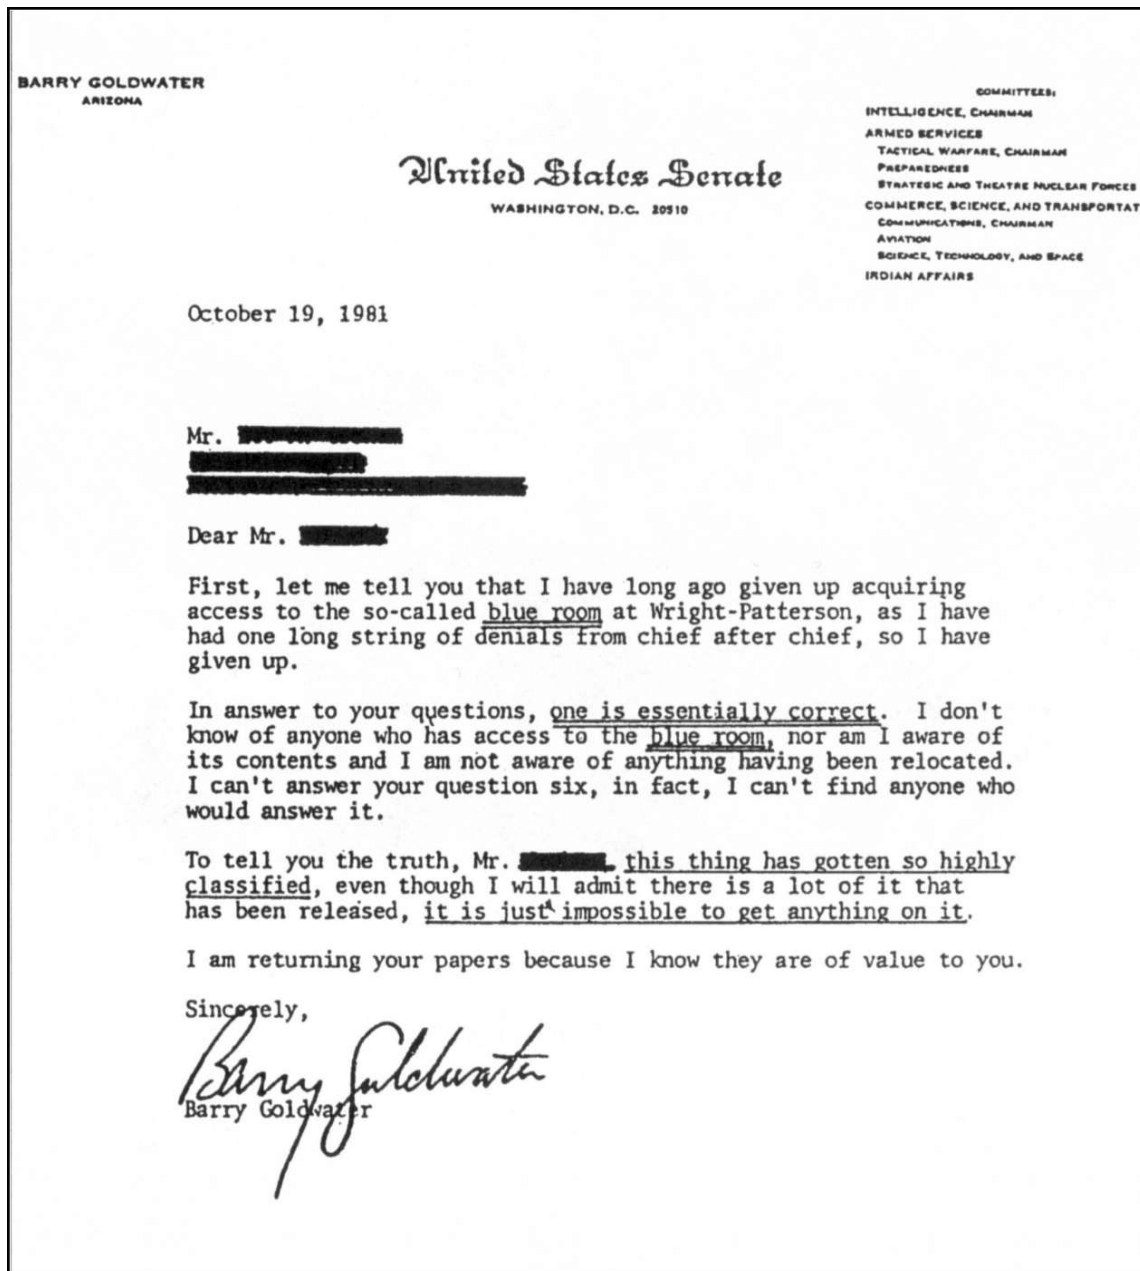 BARRY GOLDWATER
ARIZONA
COMMITTEES:
INTELLIGENCE, CHAIRMAN
ARMED SERVICES
TACTICAL WARFARE, CHAIRMAN
PREPAREDNESS
STRATEGIC AND THEATRE NUCLEAR FORCES
COMMERCE, SCIENCE, AND TRANSPORTAT
COMMUNICATIONS, CHAIRMAN
AVIATION
SCIENCE, TECHNOLOGY, AND SPACE
INDIAN AFFAIRS
United States Senate
WASHINGTON, D.C. 20510
October 19, 1981
Mr.
Dear Mr.
First, let me tell you that I have long ago given up acquiring
access to the so-called blue room at Wright-Patterson, as I have
had one long string of denials from chief after chief, so I have
given up.
In answer to your questions, one is essentially correct. I don't
know of anyone who has access to the blue room, nor am I aware of
its contents and I am not aware of anything having been relocated.
I can't answer your question six, in fact, I can't find anyone who
would answer it.
To tell you the truth, Mr. this thing has gotten so highly
classified, even though I will admit there is a lot of it that
has been released, it is just impossible to get anything on it.
I am returning your papers because I know they are of value to you.
Sincerely,
Barry Goldwater
Barry Goldwater